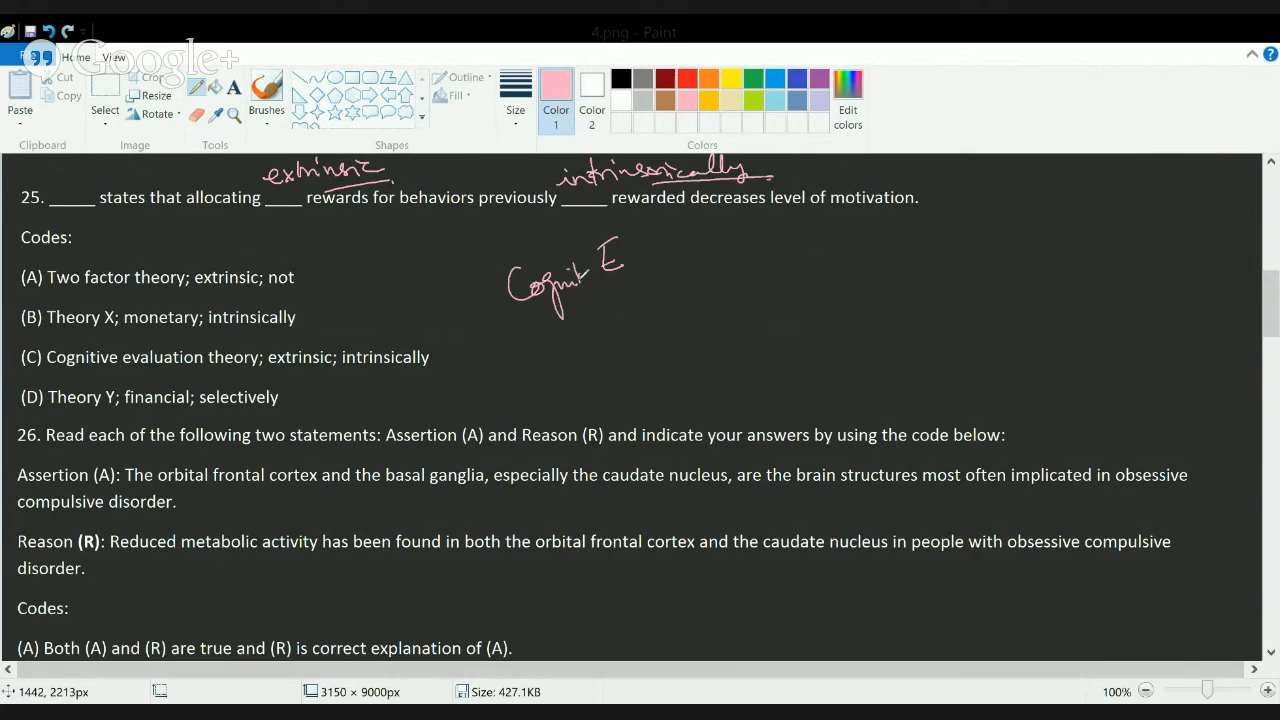 4.png - Paint
Google+
File Home View
Paste Cut Copy Select Crop Resize Rotate Brushes Outline Fill Size Color 1 Color 2 Edit colors
Clipboard Image Tools Shapes Colors
extrinsic intrinsically
25. _____ states that allocating ____ rewards for behaviors previously _____ rewarded decreases level of motivation.
Codes:
E
Cognit
(A) Two factor theory; extrinsic; not
(B) Theory X; monetary; intrinsically
(C) Cognitive evaluation theory; extrinsic; intrinsically
(D) Theory Y; financial; selectively
26. Read each of the following two statements: Assertion (A) and Reason (R) and indicate your answers by using the code below:
Assertion (A): The orbital frontal cortex and the basal ganglia, especially the caudate nucleus, are the brain structures most often implicated in obsessive
compulsive disorder.
Reason (R): Reduced metabolic activity has been found in both the orbital frontal cortex and the caudate nucleus in people with obsessive compulsive
disorder.
Codes:
(A) Both (A) and (R) are true and (R) is correct explanation of (A).
1442, 2213px 3150 × 9000px Size: 427.1KB 100%